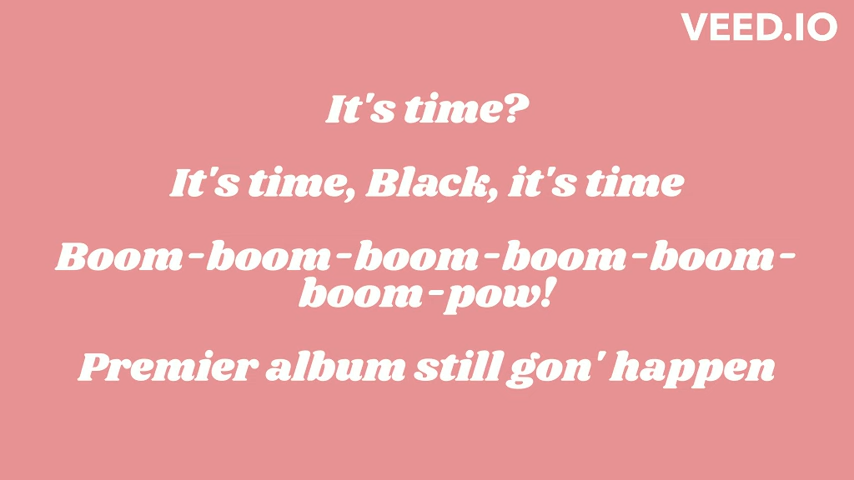 VEED.IO
It's time?
It's time, Black, it's time
Boom-boom-boom-boom-boom-
boom-pow!
Premier album still gon' happen